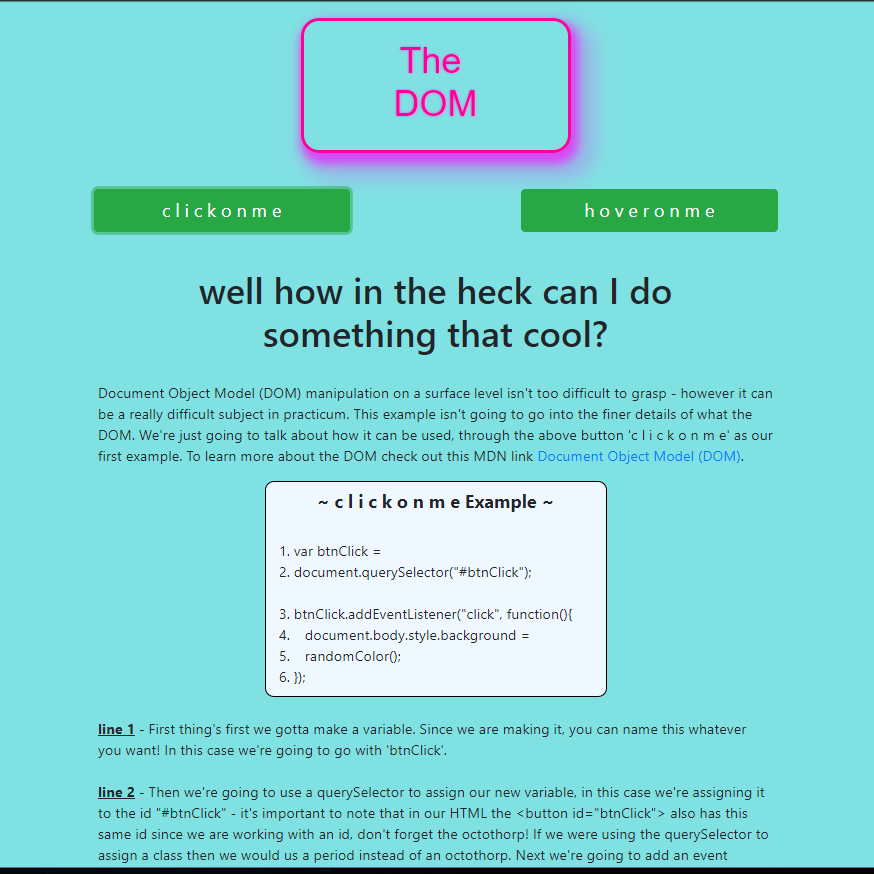 The
DOM
c l i c k o n m e
h o v e r o n m e
well how in the heck can I do
something that cool?
Document Object Model (DOM) manipulation on a surface level isn't too difficult to grasp - however it can
be a really difficult subject in practicum. This example isn't going to go into the finer details of what the
DOM. We're just going to talk about how it can be used, through the above button 'c l i c k o n m e' as our
first example. To learn more about the DOM check out this MDN link Document Object Model (DOM).
~ c l i c k o n m e Example ~
1. var btnClick =
2. document.querySelector("#btnClick");
3. btnClick.addEventListener("click", function(){
4. document.body.style.background =
5. randomColor();
6. });
line 1 - First thing's first we gotta make a variable. Since we are making it, you can name this whatever
you want! In this case we're going to go with 'btnClick'.
line 2 - Then we're going to use a querySelector to assign our new variable, in this case we're assigning it
to the id "#btnClick" - it's important to note that in our HTML the <button id="btnClick"> also has this
same id since we are working with an id, don't forget the octothorp! If we were using the querySelector to
assign a class then we would us a period instead of an octothorp. Next we're going to add an event